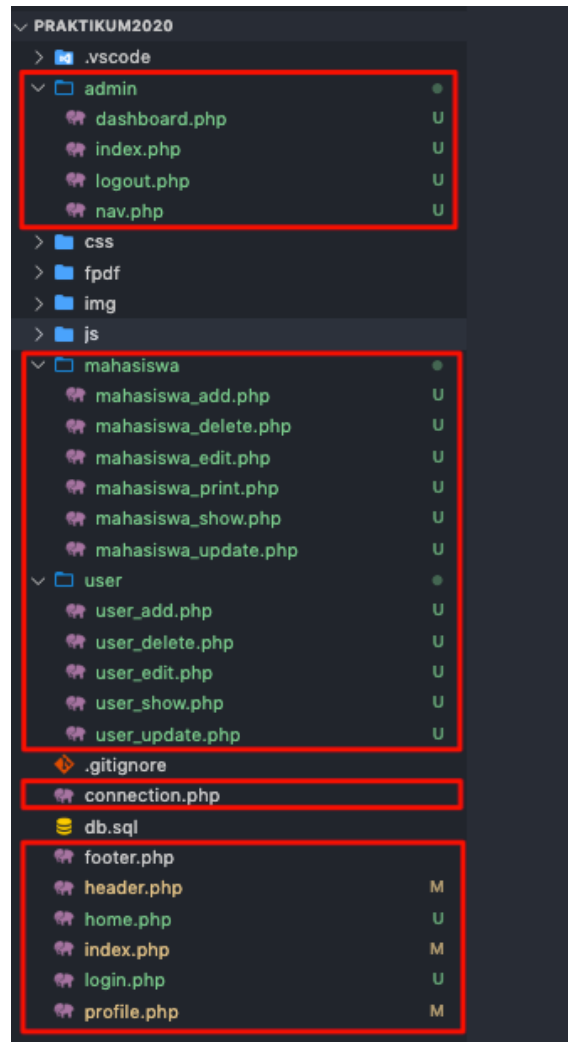 PRAKTIKUM2020
.vscode
admin
dashboard.php U
index.php U
logout.php U
nav.php U
css
fpdf
img
js
mahasiswa
mahasiswa_add.php U
mahasiswa_delete.php U
mahasiswa_edit.php U
mahasiswa_print.php U
mahasiswa_show.php U
mahasiswa_update.php U
user
user_add.php U
user_delete.php U
user_edit.php U
user_show.php U
user_update.php U
.gitignore
connection.php
db.sql
footer.php
header.php M
home.php U
index.php M
login.php U
profile.php M